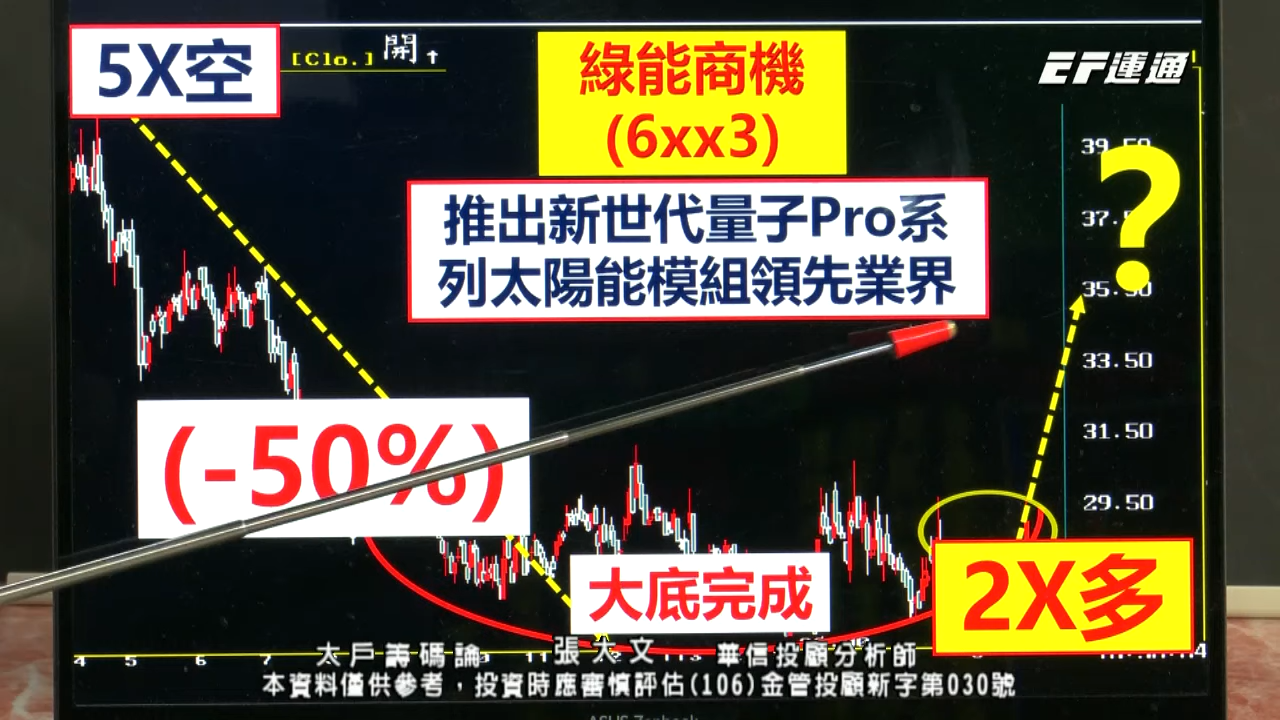 5X空
[Clo.] 開↑
綠能商機
(6xx3)
EF運通
推出新世代量子Pro系
列太陽能模組領先業界
37.50
35.50
33.50
31.50
29.50
?
(-50%)
大底完成
2X多
4 5 6 7
大戶籌碼論 張大文 華信投顧分析師
本資料僅供參考，投資時應審慎評估(106)金管投顧新字第030號
ASUS Zenbook